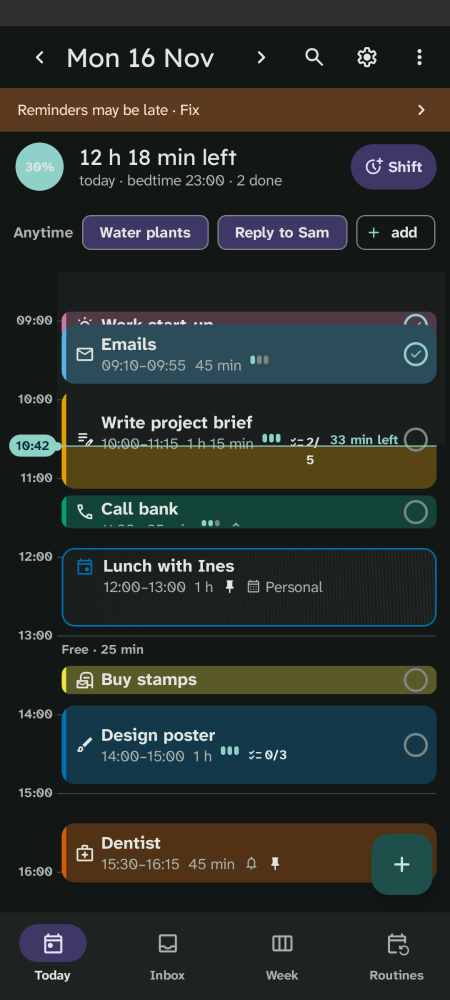 Mon 16 Nov
Reminders may be late · Fix
30%
12 h 18 min left
today · bedtime 23:00 · 2 done
Shift
Anytime
Water plants
Reply to Sam
+ add
09:00
Work start-up
Emails
09:10–09:55 45 min
10:00
Write project brief
10:00–11:15 1 h 15 min 2/5 33 min left
10:42
11:00
Call bank
12:00
Lunch with Ines
12:00–13:00 1 h Personal
13:00
Free · 25 min
Buy stamps
14:00
Design poster
14:00–15:00 1 h 0/3
15:00
Dentist
15:30–16:15 45 min
16:00
+
Today
Inbox
Week
Routines